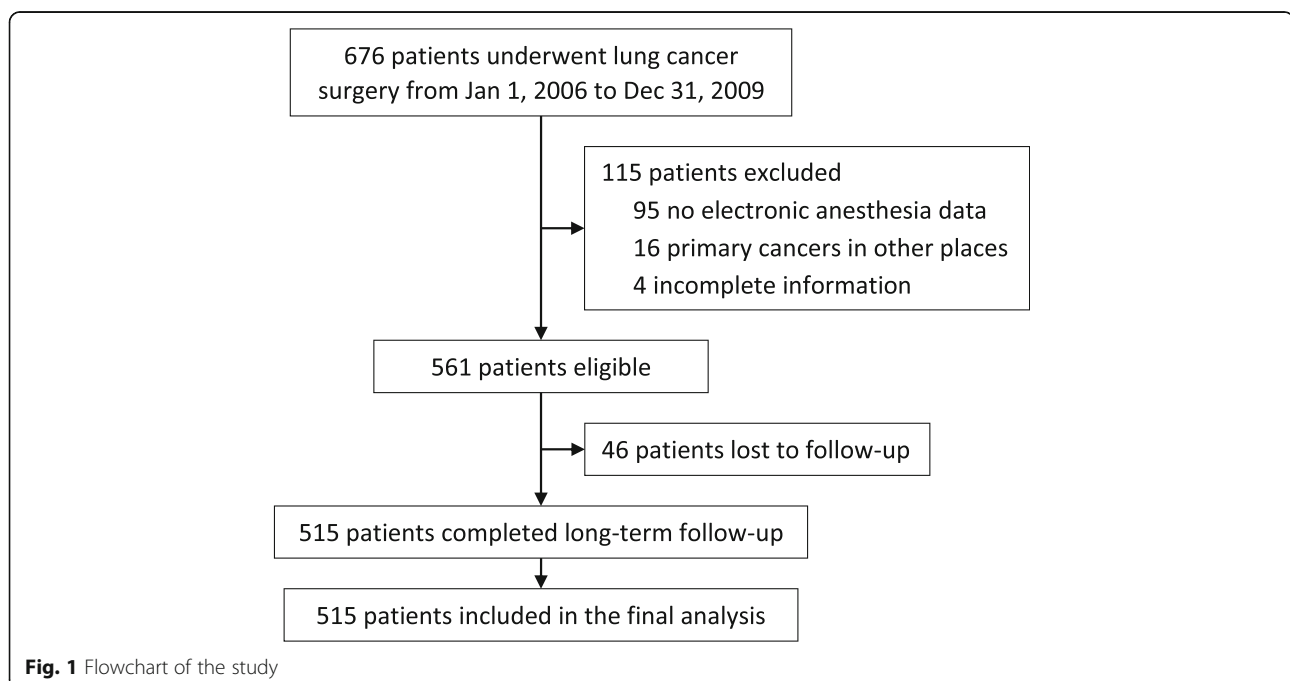 676 patients underwent lung cancer
surgery from Jan 1, 2006 to Dec 31, 2009
115 patients excluded
95 no electronic anesthesia data
16 primary cancers in other places
4 incomplete information
561 patients eligible
46 patients lost to follow-up
515 patients completed long-term follow-up
515 patients included in the final analysis
Fig. 1 Flowchart of the study